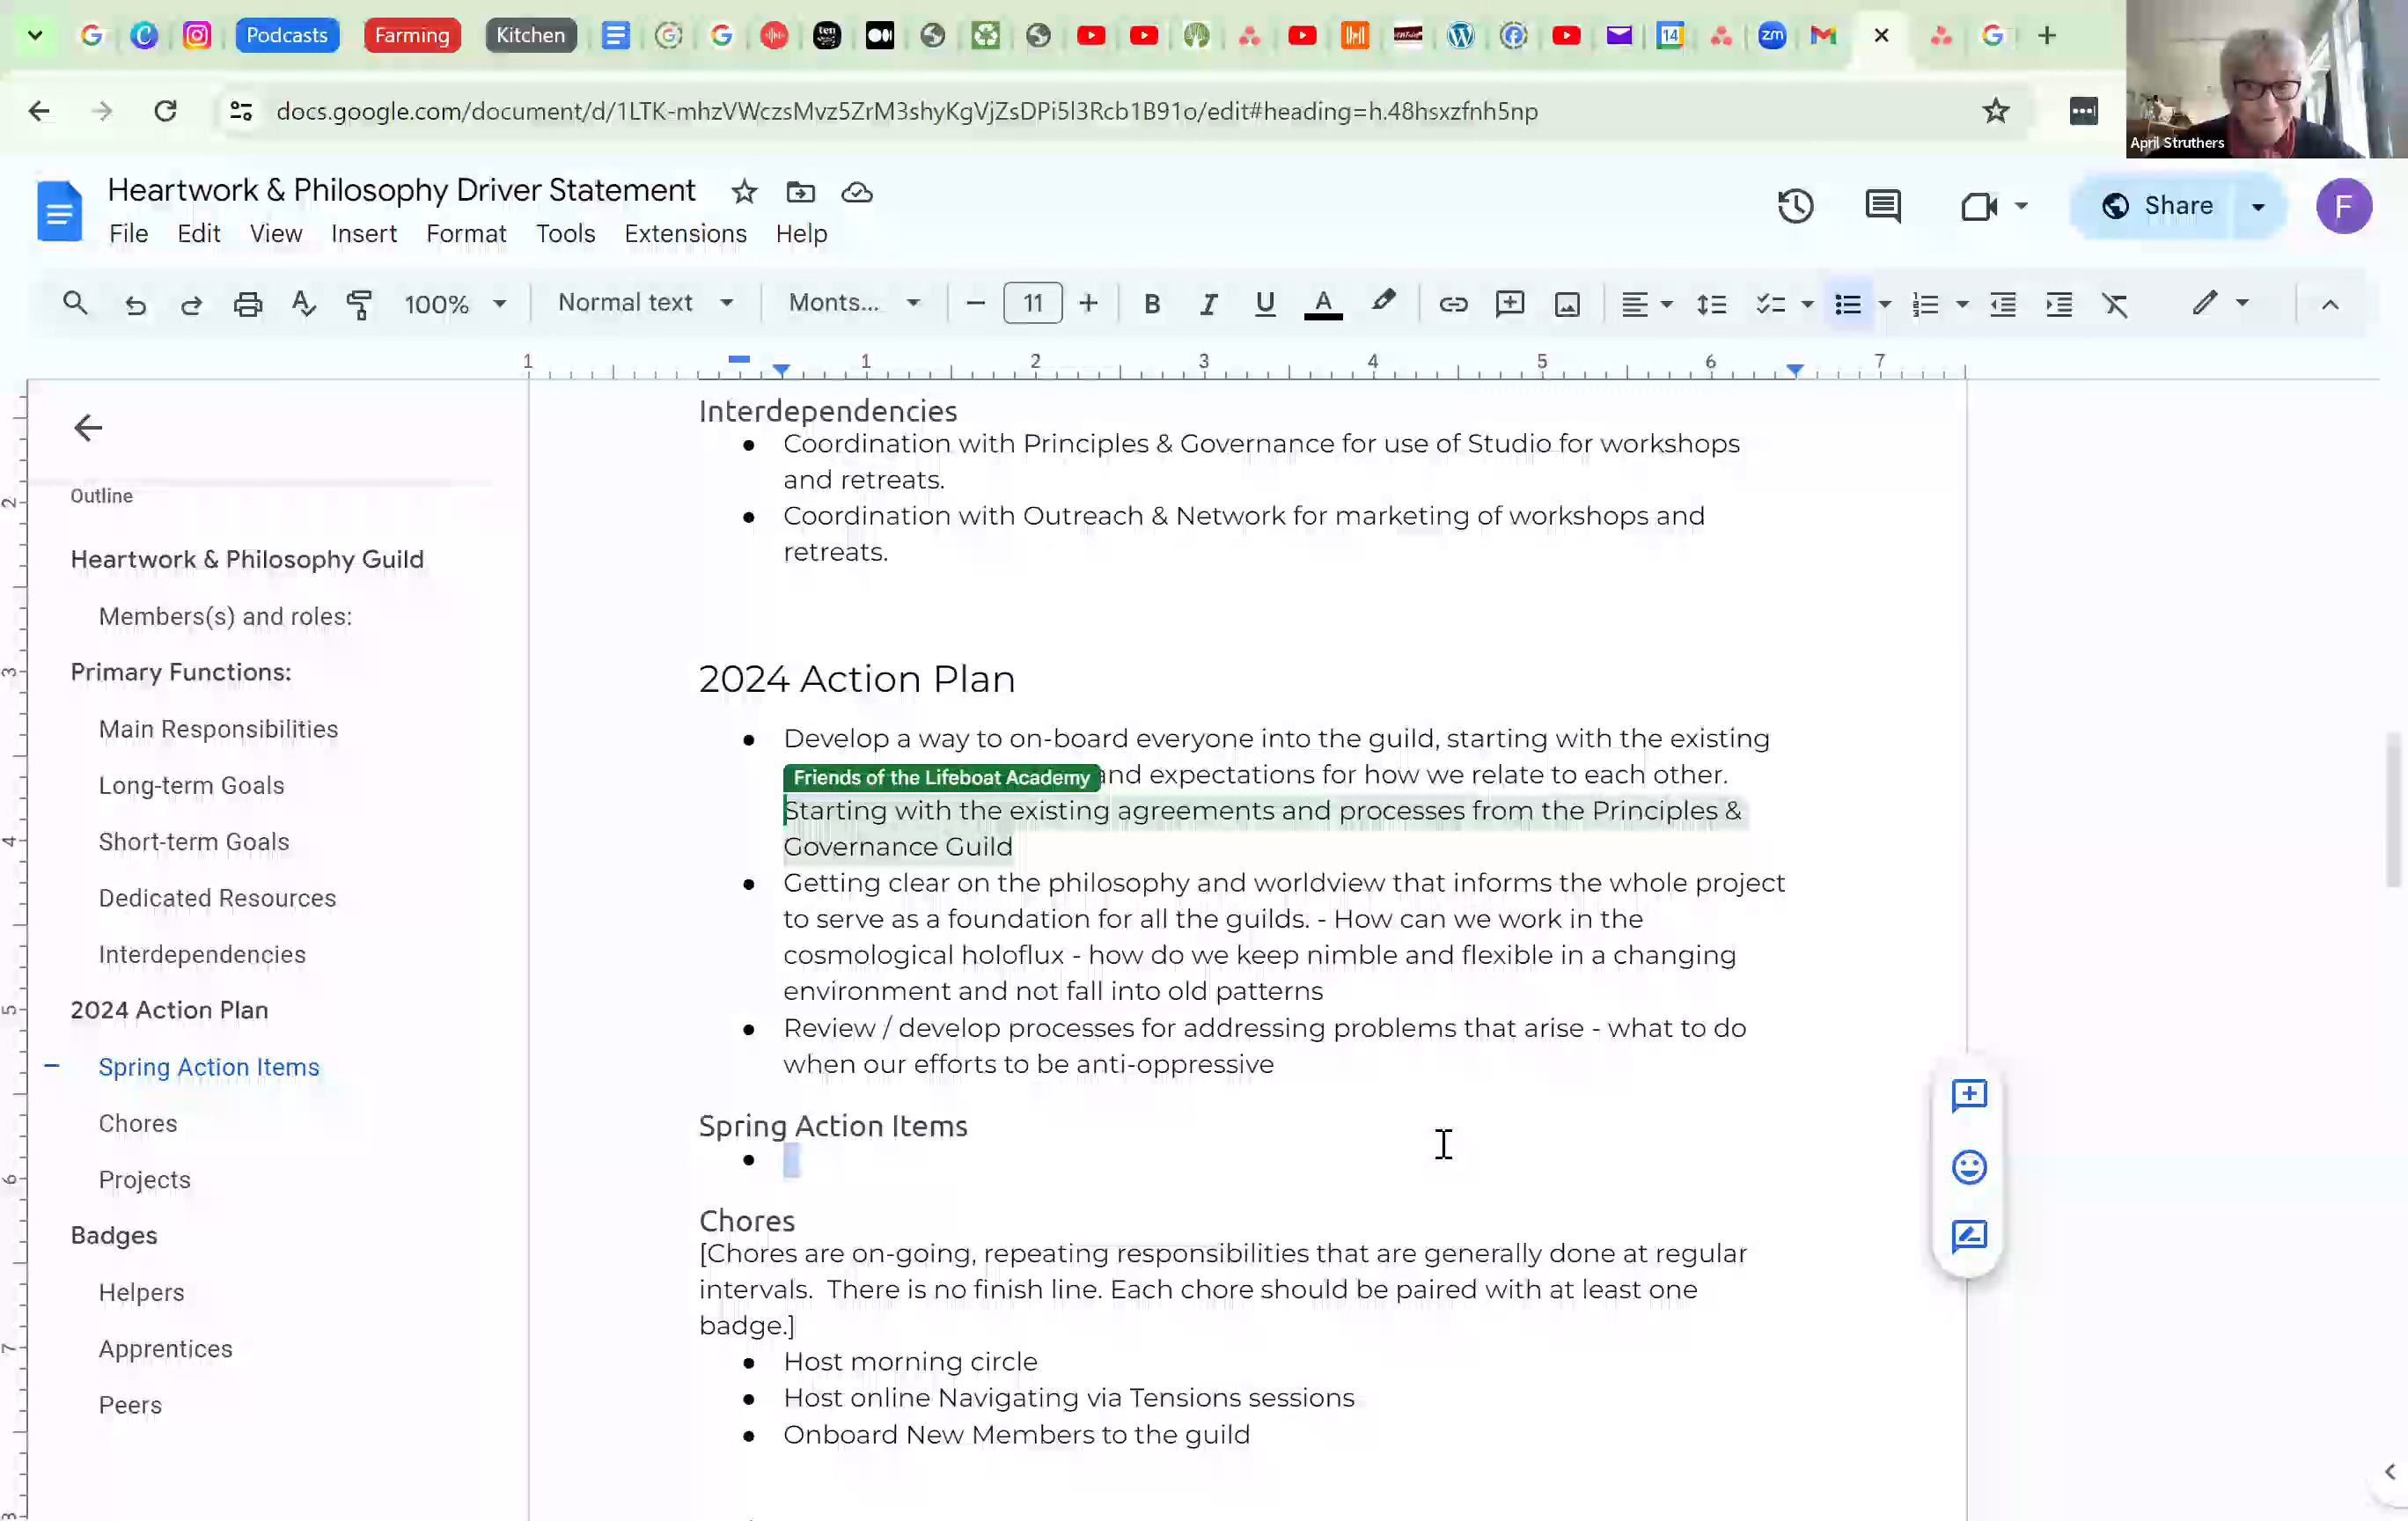 Podcasts Farming Kitchen
docs.google.com/document/d/1LTK-mhzVWczsMvz5ZrM3shyKgVjZsDPi5l3Rcb1B91o/edit#heading=h.48hsxzfnh5np
April Struthers
Heartwork & Philosophy Driver Statement
File Edit View Insert Format Tools Extensions Help
Share
F
100% Normal text Monts... 11
1 1 2 3 4 5 6 7
Outline
Heartwork & Philosophy Guild
Members(s) and roles:
Primary Functions:
Main Responsibilities
Long-term Goals
Short-term Goals
Dedicated Resources
Interdependencies
2024 Action Plan
Spring Action Items
Chores
Projects
Badges
Helpers
Apprentices
Peers
Interdependencies
● Coordination with Principles & Governance for use of Studio for workshops
and retreats.
● Coordination with Outreach & Network for marketing of workshops and
retreats.
2024 Action Plan
● Develop a way to on-board everyone into the guild, starting with the existing
Friends of the Lifeboat Academy and expectations for how we relate to each other.
Starting with the existing agreements and processes from the Principles &
Governance Guild
● Getting clear on the philosophy and worldview that informs the whole project
to serve as a foundation for all the guilds. - How can we work in the
cosmological holoflux - how do we keep nimble and flexible in a changing
environment and not fall into old patterns
● Review / develop processes for addressing problems that arise - what to do
when our efforts to be anti-oppressive
Spring Action Items
●
Chores
[Chores are on-going, repeating responsibilities that are generally done at regular
intervals. There is no finish line. Each chore should be paired with at least one
badge.]
● Host morning circle
● Host online Navigating via Tensions sessions
● Onboard New Members to the guild